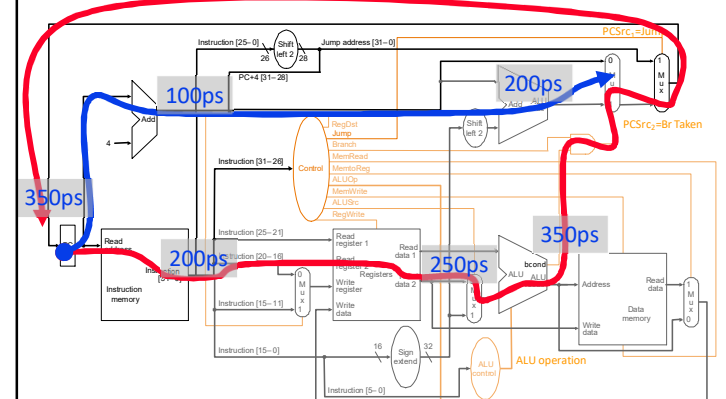 PCSrc₁=Jum
Instruction [25–0]
Shift
left 2
Jump address [31–0]
26
28
PC+4 [31–28]
0
M
u
1
M
u
x
0
100ps
200ps
Add
Add
4
PCSrc₂=Br Taken
Shift
left 2
RegDst
Jump
Branch
MemRead
MemtoReg
ALUOp
MemWrite
ALUSrc
RegWrite
Instruction [31–26]
Control
350ps
350ps
Instruction [25–21]
Read
register 1
Read
data 1
Read
200ps
Instruction [20–16]
Registers
data 2
250ps
bcond
ALU
ALU
Instruction
memory
0
M
u
x
1
Write
register
Write
data
Instruction [15–11]
u
x
1
Address
Read
data
Data
memory
Write
data
1
M
u
x
0
Instruction [15–0]
16
Sign
extend
32
ALU
control
ALU operation
Instruction [5–0]